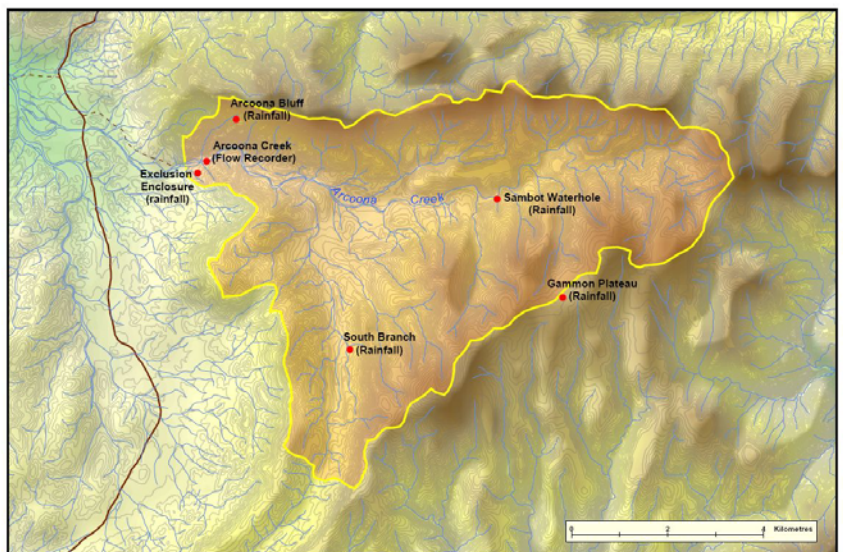 Arcoona Bluff
(Rainfall)
Arcoona Creek
(Flow Recorder)
Exclusion
Enclosure
(rainfall)
Arcoona Creek
Sambot Waterhole
(Rainfall)
Gammon Plateau
(Rainfall)
South Branch
(Rainfall)
0 2 4 Kilometres